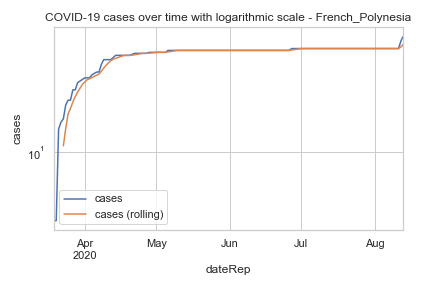 COVID-19 cases over time with logarithmic scale - French_Polynesia
cases
10¹
cases
cases (rolling)
Apr
2020
May
Jun
Jul
Aug
dateRep